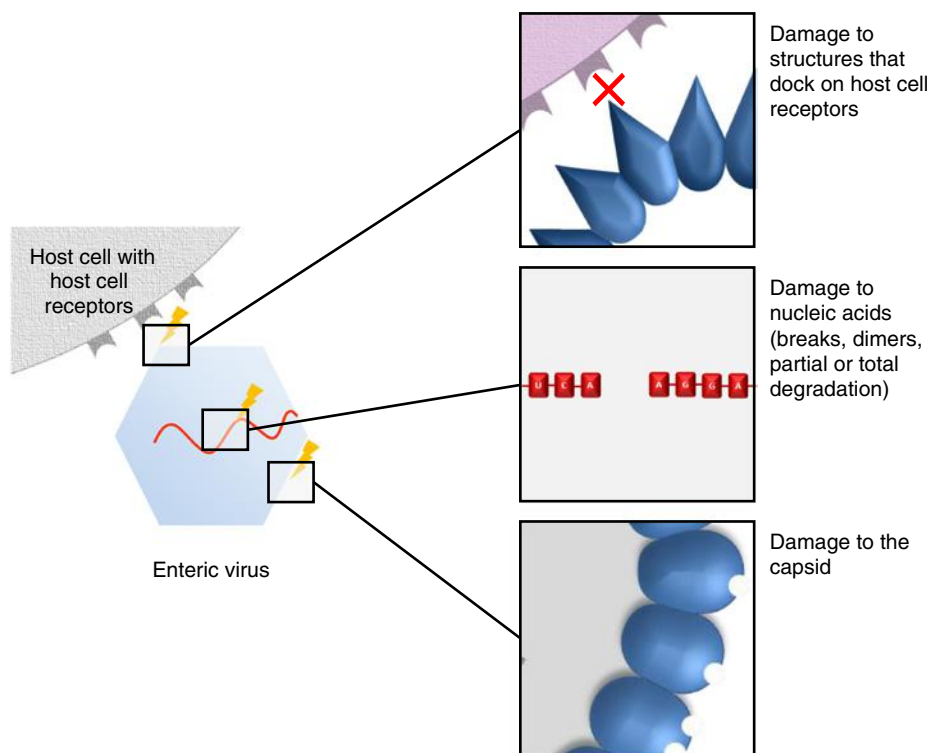 Damage to
structures that
dock on host cell
receptors
Host cell with
host cell
receptors
Damage to
nucleic acids
(breaks, dimers,
partial or total
degradation)
U C A A G G A
Enteric virus
Damage to the
capsid